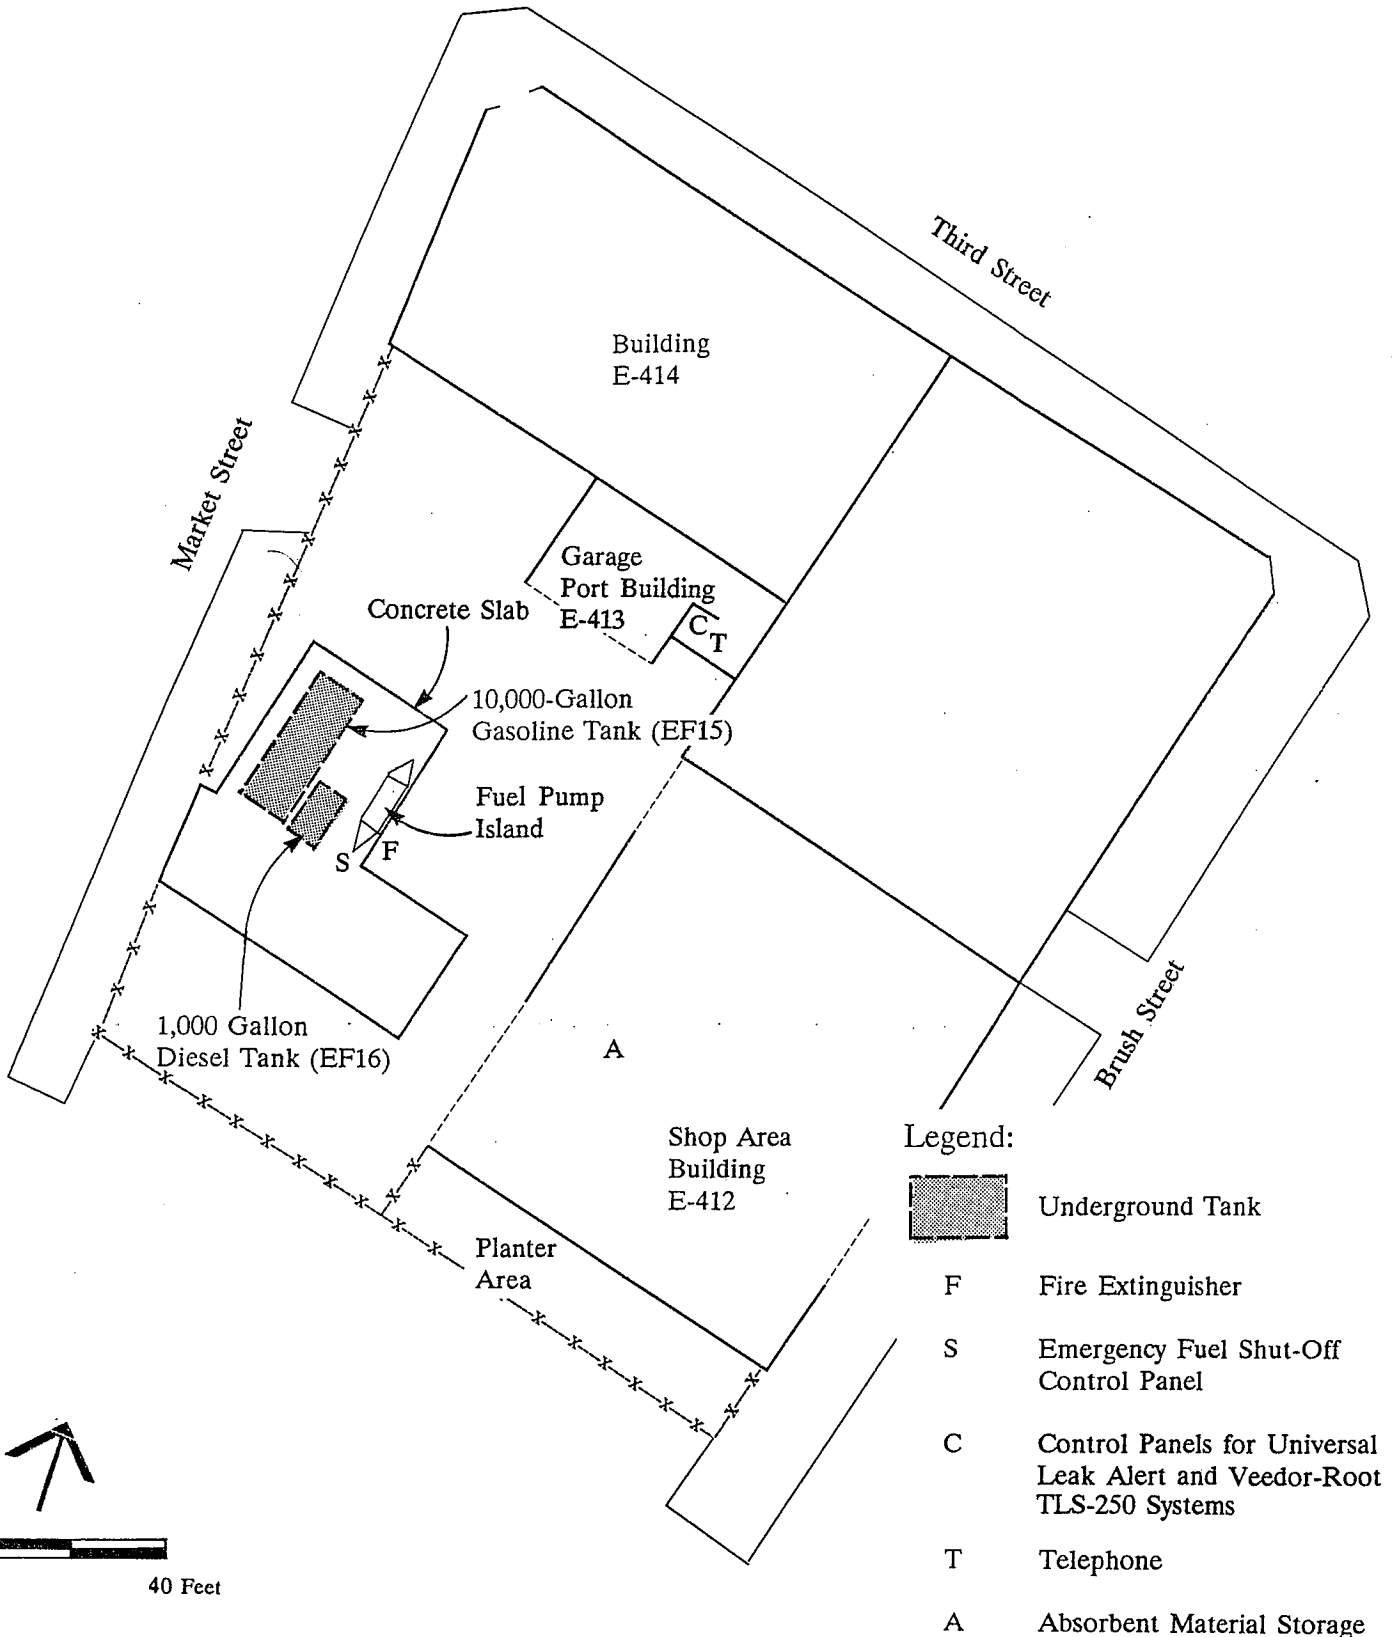 Third Street
Building
E-414
Market Street
Garage
Port Building
E-413
C
T
Concrete Slab
10,000-Gallon
Gasoline Tank (EF15)
Fuel Pump
Island
S
F
1,000 Gallon
Diesel Tank (EF16)
A
Brush Street
Shop Area
Building
E-412
Planter
Area
Legend:
Underground Tank
F Fire Extinguisher
S Emergency Fuel Shut-Off
Control Panel
C Control Panels for Universal
Leak Alert and Veedor-Root
TLS-250 Systems
T Telephone
A Absorbent Material Storage
40 Feet